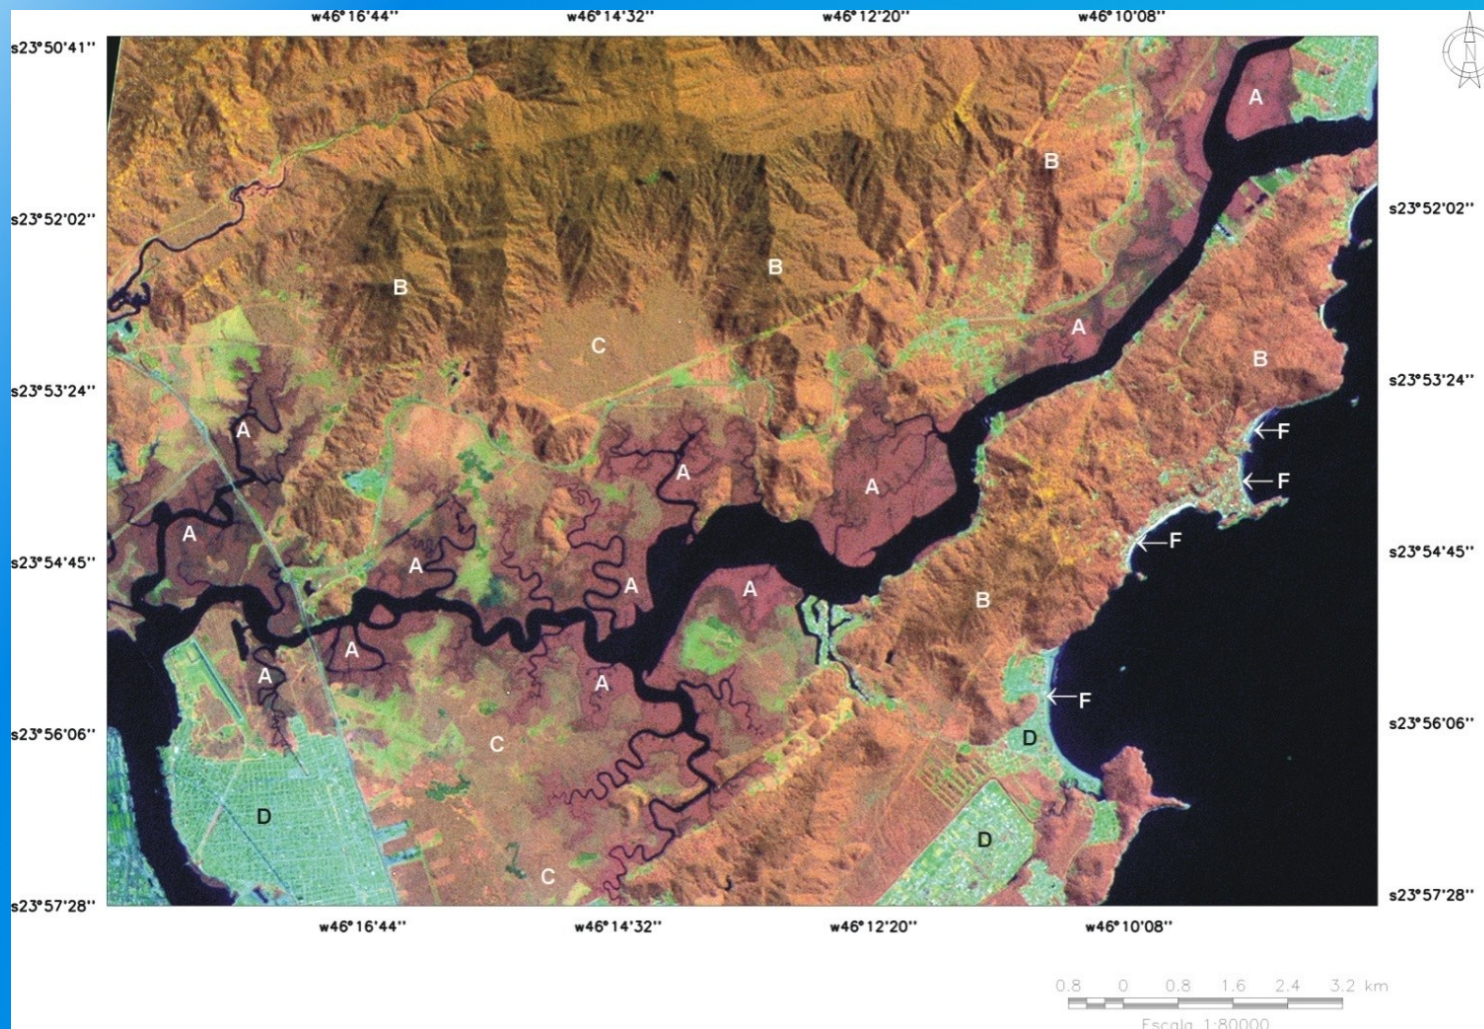 w46°16'44'' w46°14'32'' w46°12'20'' w46°10'08''
s23°50'41''
N
A
B
s23°52'02'' s23°52'02''
B
B
A
C
B
s23°53'24'' s23°53'24''
A F
A
A F
A F
s23°54'45'' s23°54'45''
A
A A
B
A
A A
F
s23°56'06'' s23°56'06''
C D
D
D
C
s23°57'28'' s23°57'28''
w46°16'44'' w46°14'32'' w46°12'20'' w46°10'08''
0.8 0 0.8 1.6 2.4 3.2 km
Escala 1:80000